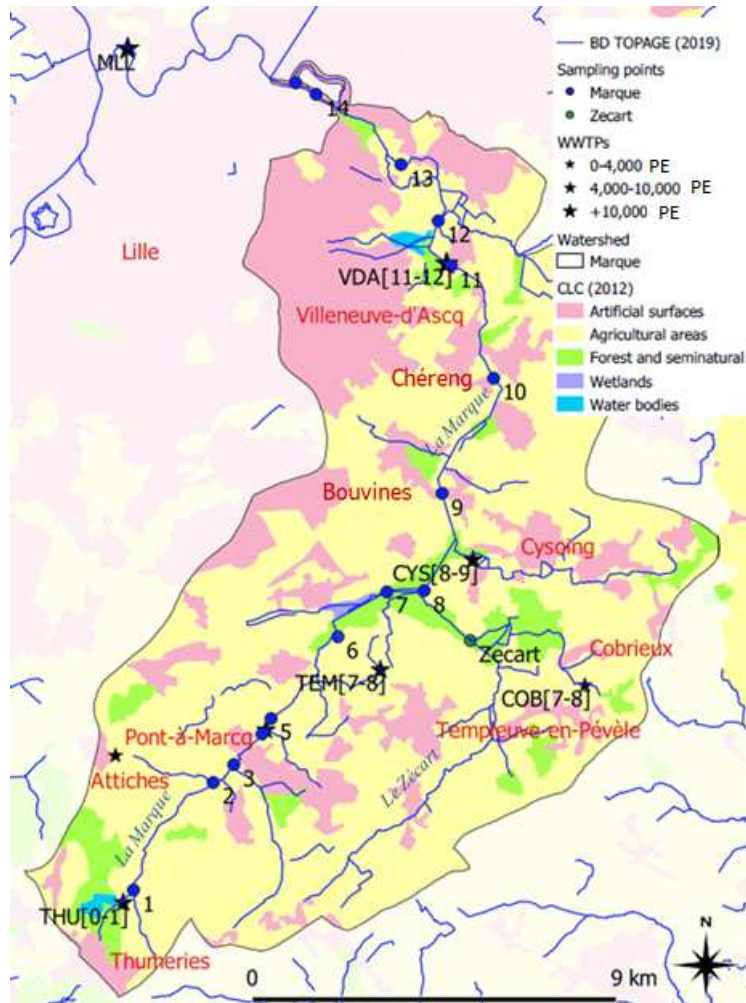 MLZ
BD TOPAGE (2019)
Sampling points
Marque
Zecart
WWTPs
0-4,000 PE
4,000-10,000 PE
+10,000 PE
Watershed
Marque
CLC (2012)
Artificial surfaces
Agricultural areas
Forest and seminatural
Wetlands
Water bodies
14
13
12
Lille
VDA[11-12]
11
Villeneuve-d'Ascq
Chéreng
10
La Marque
Bouvines
9
Cysoing
CYS[8-9]
7
8
6
Zecart
Cobrieux
TEM[7-8]
COB[7-8]
Pont-à-Marcq
5
Templeuve-en-Pévèle
3
Attiches
Le Zécart
2
La Marque
THU[0-1]
1
Thumeries
N
0
9 km